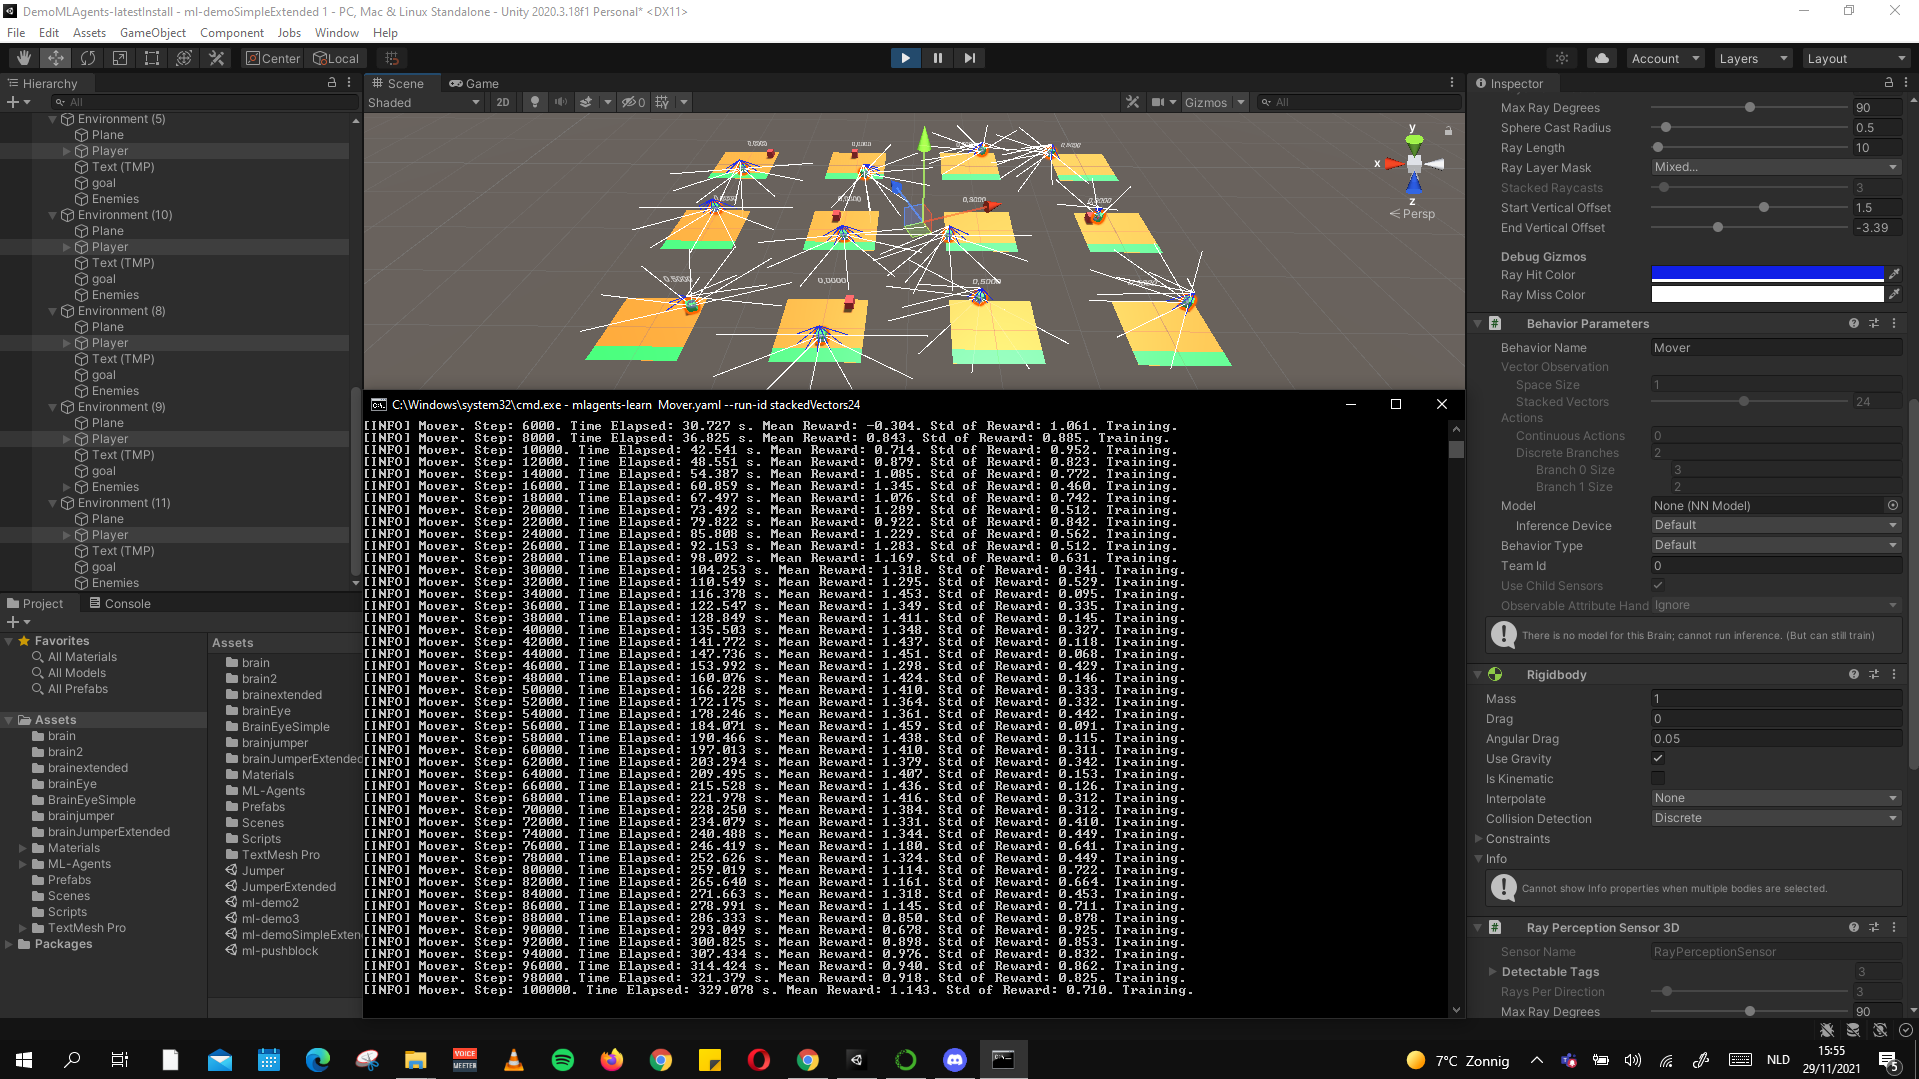 DemoMLAgents-latestInstall - ml-demoSimpleExtended 1 - PC, Mac & Linux Standalone - Unity 2020.3.18f1 Personal* <DX11>
File Edit Assets GameObject Component Jobs Window Help
Center Local Account Layers Layout
Hierarchy
All
Environment (5)
Plane
Player
Text (TMP)
goal
Enemies
Environment (10)
Plane
Player
Text (TMP)
goal
Enemies
Environment (8)
Plane
Player
Text (TMP)
goal
Enemies
Environment (9)
Plane
Player
Text (TMP)
goal
Enemies
Environment (11)
Plane
Player
Text (TMP)
goal
Enemies
Scene Game
Shaded 2D 0 Gizmos All
y
x
z
Persp
C:\Windows\system32\cmd.exe - mlagents-learn Mover.yaml --run-id stackedVectors24
[INFO] Mover. Step: 6000. Time Elapsed: 30.727 s. Mean Reward: -0.304. Std of Reward: 1.061. Training.
[INFO] Mover. Step: 8000. Time Elapsed: 36.825 s. Mean Reward: 0.843. Std of Reward: 0.885. Training.
[INFO] Mover. Step: 10000. Time Elapsed: 42.541 s. Mean Reward: 0.714. Std of Reward: 0.952. Training.
[INFO] Mover. Step: 12000. Time Elapsed: 48.551 s. Mean Reward: 0.879. Std of Reward: 0.823. Training.
[INFO] Mover. Step: 14000. Time Elapsed: 54.387 s. Mean Reward: 1.085. Std of Reward: 0.772. Training.
[INFO] Mover. Step: 16000. Time Elapsed: 60.859 s. Mean Reward: 1.345. Std of Reward: 0.460. Training.
[INFO] Mover. Step: 18000. Time Elapsed: 67.497 s. Mean Reward: 1.076. Std of Reward: 0.742. Training.
[INFO] Mover. Step: 20000. Time Elapsed: 73.492 s. Mean Reward: 1.289. Std of Reward: 0.512. Training.
[INFO] Mover. Step: 22000. Time Elapsed: 79.822 s. Mean Reward: 0.922. Std of Reward: 0.842. Training.
[INFO] Mover. Step: 24000. Time Elapsed: 85.808 s. Mean Reward: 1.229. Std of Reward: 0.562. Training.
[INFO] Mover. Step: 26000. Time Elapsed: 92.153 s. Mean Reward: 1.283. Std of Reward: 0.512. Training.
[INFO] Mover. Step: 28000. Time Elapsed: 98.092 s. Mean Reward: 1.169. Std of Reward: 0.631. Training.
[INFO] Mover. Step: 30000. Time Elapsed: 104.253 s. Mean Reward: 1.318. Std of Reward: 0.341. Training.
[INFO] Mover. Step: 32000. Time Elapsed: 110.549 s. Mean Reward: 1.295. Std of Reward: 0.529. Training.
[INFO] Mover. Step: 34000. Time Elapsed: 116.378 s. Mean Reward: 1.453. Std of Reward: 0.095. Training.
[INFO] Mover. Step: 36000. Time Elapsed: 122.547 s. Mean Reward: 1.349. Std of Reward: 0.335. Training.
[INFO] Mover. Step: 38000. Time Elapsed: 128.849 s. Mean Reward: 1.411. Std of Reward: 0.145. Training.
[INFO] Mover. Step: 40000. Time Elapsed: 135.503 s. Mean Reward: 1.348. Std of Reward: 0.327. Training.
[INFO] Mover. Step: 42000. Time Elapsed: 141.772 s. Mean Reward: 1.437. Std of Reward: 0.118. Training.
[INFO] Mover. Step: 44000. Time Elapsed: 147.736 s. Mean Reward: 1.451. Std of Reward: 0.068. Training.
[INFO] Mover. Step: 46000. Time Elapsed: 153.992 s. Mean Reward: 1.298. Std of Reward: 0.429. Training.
[INFO] Mover. Step: 48000. Time Elapsed: 160.076 s. Mean Reward: 1.424. Std of Reward: 0.146. Training.
[INFO] Mover. Step: 50000. Time Elapsed: 166.228 s. Mean Reward: 1.410. Std of Reward: 0.333. Training.
[INFO] Mover. Step: 52000. Time Elapsed: 172.175 s. Mean Reward: 1.364. Std of Reward: 0.332. Training.
[INFO] Mover. Step: 54000. Time Elapsed: 178.246 s. Mean Reward: 1.361. Std of Reward: 0.442. Training.
[INFO] Mover. Step: 56000. Time Elapsed: 184.071 s. Mean Reward: 1.459. Std of Reward: 0.091. Training.
[INFO] Mover. Step: 58000. Time Elapsed: 190.466 s. Mean Reward: 1.438. Std of Reward: 0.115. Training.
[INFO] Mover. Step: 60000. Time Elapsed: 197.013 s. Mean Reward: 1.410. Std of Reward: 0.311. Training.
[INFO] Mover. Step: 62000. Time Elapsed: 203.294 s. Mean Reward: 1.379. Std of Reward: 0.342. Training.
[INFO] Mover. Step: 64000. Time Elapsed: 209.495 s. Mean Reward: 1.407. Std of Reward: 0.153. Training.
[INFO] Mover. Step: 66000. Time Elapsed: 215.528 s. Mean Reward: 1.436. Std of Reward: 0.126. Training.
[INFO] Mover. Step: 68000. Time Elapsed: 221.978 s. Mean Reward: 1.416. Std of Reward: 0.312. Training.
[INFO] Mover. Step: 70000. Time Elapsed: 228.250 s. Mean Reward: 1.384. Std of Reward: 0.312. Training.
[INFO] Mover. Step: 72000. Time Elapsed: 234.079 s. Mean Reward: 1.331. Std of Reward: 0.410. Training.
[INFO] Mover. Step: 74000. Time Elapsed: 240.488 s. Mean Reward: 1.344. Std of Reward: 0.449. Training.
[INFO] Mover. Step: 76000. Time Elapsed: 246.419 s. Mean Reward: 1.180. Std of Reward: 0.641. Training.
[INFO] Mover. Step: 78000. Time Elapsed: 252.626 s. Mean Reward: 1.324. Std of Reward: 0.449. Training.
[INFO] Mover. Step: 80000. Time Elapsed: 259.019 s. Mean Reward: 1.114. Std of Reward: 0.722. Training.
[INFO] Mover. Step: 82000. Time Elapsed: 265.640 s. Mean Reward: 1.161. Std of Reward: 0.664. Training.
[INFO] Mover. Step: 84000. Time Elapsed: 271.663 s. Mean Reward: 1.318. Std of Reward: 0.453. Training.
[INFO] Mover. Step: 86000. Time Elapsed: 278.991 s. Mean Reward: 1.145. Std of Reward: 0.711. Training.
[INFO] Mover. Step: 88000. Time Elapsed: 286.333 s. Mean Reward: 0.850. Std of Reward: 0.878. Training.
[INFO] Mover. Step: 90000. Time Elapsed: 293.049 s. Mean Reward: 0.678. Std of Reward: 0.925. Training.
[INFO] Mover. Step: 92000. Time Elapsed: 300.825 s. Mean Reward: 0.898. Std of Reward: 0.853. Training.
[INFO] Mover. Step: 94000. Time Elapsed: 307.434 s. Mean Reward: 0.976. Std of Reward: 0.832. Training.
[INFO] Mover. Step: 96000. Time Elapsed: 314.424 s. Mean Reward: 0.940. Std of Reward: 0.862. Training.
[INFO] Mover. Step: 98000. Time Elapsed: 321.379 s. Mean Reward: 0.918. Std of Reward: 0.825. Training.
[INFO] Mover. Step: 100000. Time Elapsed: 329.078 s. Mean Reward: 1.143. Std of Reward: 0.710. Training.
Project Console
Favorites
All Materials
All Models
All Prefabs
Assets
brain
brain2
brainextended
brainEye
BrainEyeSimple
brainjumper
brainJumperExtended
Materials
ML-Agents
Prefabs
Scenes
Scripts
TextMesh Pro
Packages
Assets
brain
brain2
brainextended
brainEye
BrainEyeSimple
brainjumper
brainJumperExtended
Materials
ML-Agents
Prefabs
Scenes
Scripts
TextMesh Pro
Jumper
JumperExtended
ml-demo2
ml-demo3
ml-demoSimpleExten
ml-pushblock
Inspector
Max Ray Degrees 90
Sphere Cast Radius 0.5
Ray Length 10
Ray Layer Mask Mixed...
Stacked Raycasts 3
Start Vertical Offset 1.5
End Vertical Offset -3.39
Debug Gizmos
Ray Hit Color
Ray Miss Color
Behavior Parameters
Behavior Name Mover
Vector Observation
Space Size 1
Stacked Vectors 24
Actions
Continuous Actions 0
Discrete Branches 2
Branch 0 Size 3
Branch 1 Size 2
Model None (NN Model)
Inference Device Default
Behavior Type Default
Team Id 0
Use Child Sensors
Observable Attribute Hand Ignore
There is no model for this Brain; cannot run inference. (But can still train)
Rigidbody
Mass 1
Drag 0
Angular Drag 0.05
Use Gravity
Is Kinematic
Interpolate None
Collision Detection Discrete
Constraints
Info
Cannot show Info properties when multiple bodies are selected.
Ray Perception Sensor 3D
Sensor Name RayPerceptionSensor
Detectable Tags 3
Rays Per Direction 3
Max Ray Degrees 90
VOICE MEETER
7°C Zonnig
NLD
15:55
29/11/2021
5